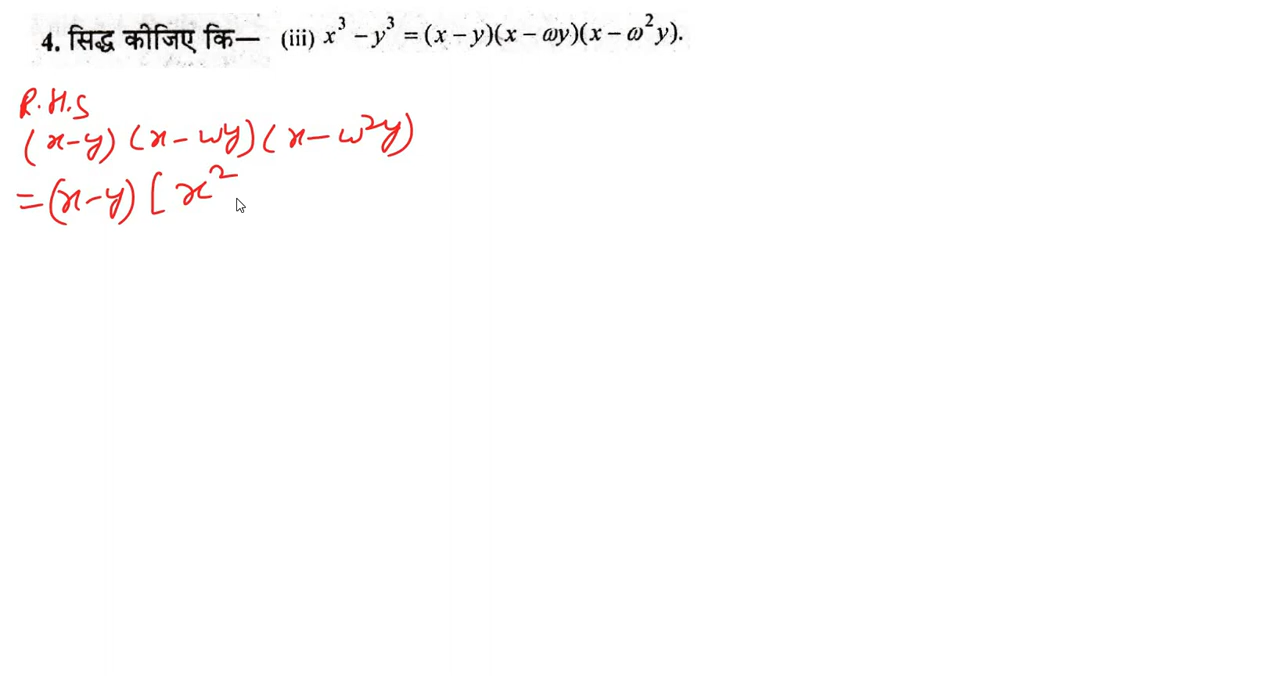 4. सिद्ध कीजिए कि— (iii) x³ − y³ = (x − y)(x − ωy)(x − ω²y).
R.H.S
(x-y) (x - ωy) (x - ω²y)
= (x-y) [ x²